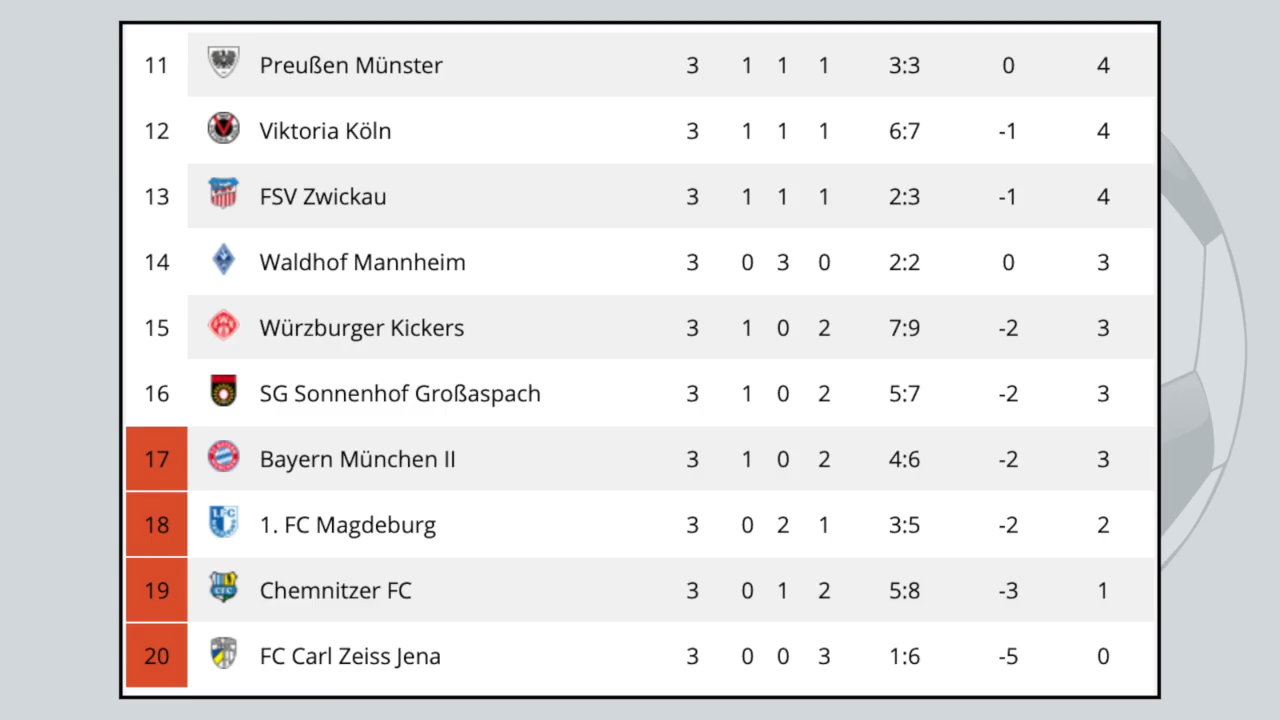 11 Preußen Münster 3 1 1 1 3:3 0 4
12 Viktoria Köln 3 1 1 1 6:7 -1 4
13 FSV Zwickau 3 1 1 1 2:3 -1 4
14 Waldhof Mannheim 3 0 3 0 2:2 0 3
15 Würzburger Kickers 3 1 0 2 7:9 -2 3
16 SG Sonnenhof Großaspach 3 1 0 2 5:7 -2 3
17 Bayern München II 3 1 0 2 4:6 -2 3
18 1. FC Magdeburg 3 0 2 1 3:5 -2 2
19 Chemnitzer FC 3 0 1 2 5:8 -3 1
20 FC Carl Zeiss Jena 3 0 0 3 1:6 -5 0